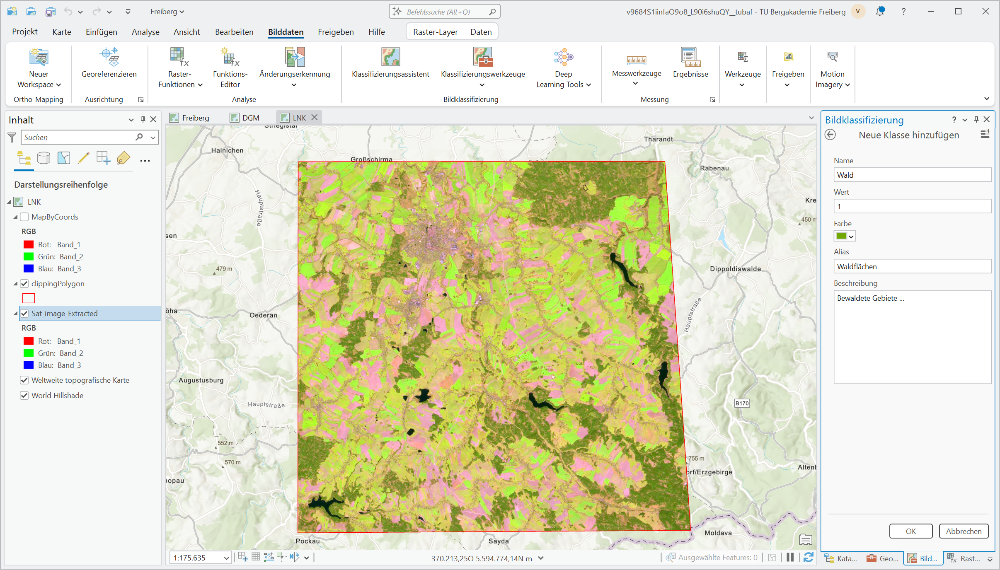 Freiberg
Befehlssuche (Alt+Q)
v9684S1iinfaO9o8_L90i6shuQY__tubaf - TU Bergakademie Freiberg
V
?
Projekt
Karte
Einfügen
Analyse
Ansicht
Bearbeiten
Bilddaten
Freigeben
Hilfe
Raster-Layer
Daten
Neuer
Workspace
Ortho-Mapping
Georeferenzieren
Ausrichtung
Raster-
Funktionen
Funktions-
Editor
Änderungserkennung
Analyse
Klassifizierungsassistent
Klassifizierungswerkzeuge
Deep
Learning Tools
Bildklassifizierung
Messwerkzeuge
Ergebnisse
Messung
Werkzeuge
Freigeben
Motion
Imagery
Inhalt
Suchen
Darstellungsreihenfolge
LNK
MapByCoords
RGB
Rot: Band_1
Grün: Band_2
Blau: Band_3
clippingPolygon
Sat_image_Extracted
RGB
Rot: Band_1
Grün: Band_2
Blau: Band_3
Weltweite topografische Karte
World Hillshade
Freiberg
DGM
LNK
Striegistal
Hainichen
Großschirma
Tharandt
Rabenau
Hauptstraße
Kre
450 m
sen
479 m
Dippoldiswalde
Hauptstraße
öha
Oederan
Augustusburg
Hauptstraße
B170
552 m
570 m
755 m
orf/Erzgebirge
Altenb
nopau
Moldava
Pockau
Sayda
1:175.635
370.213,25O 5.594.774,14N m
Ausgewählte Features: 0
Bildklassifizierung
?
Neue Klasse hinzufügen
1
Name
Wald
Wert
1
Farbe
Alias
Waldflächen
Beschreibung
Bewaldete Gebiete ...
OK
Abbrechen
Kata...
Geo...
Bild...
Rast...